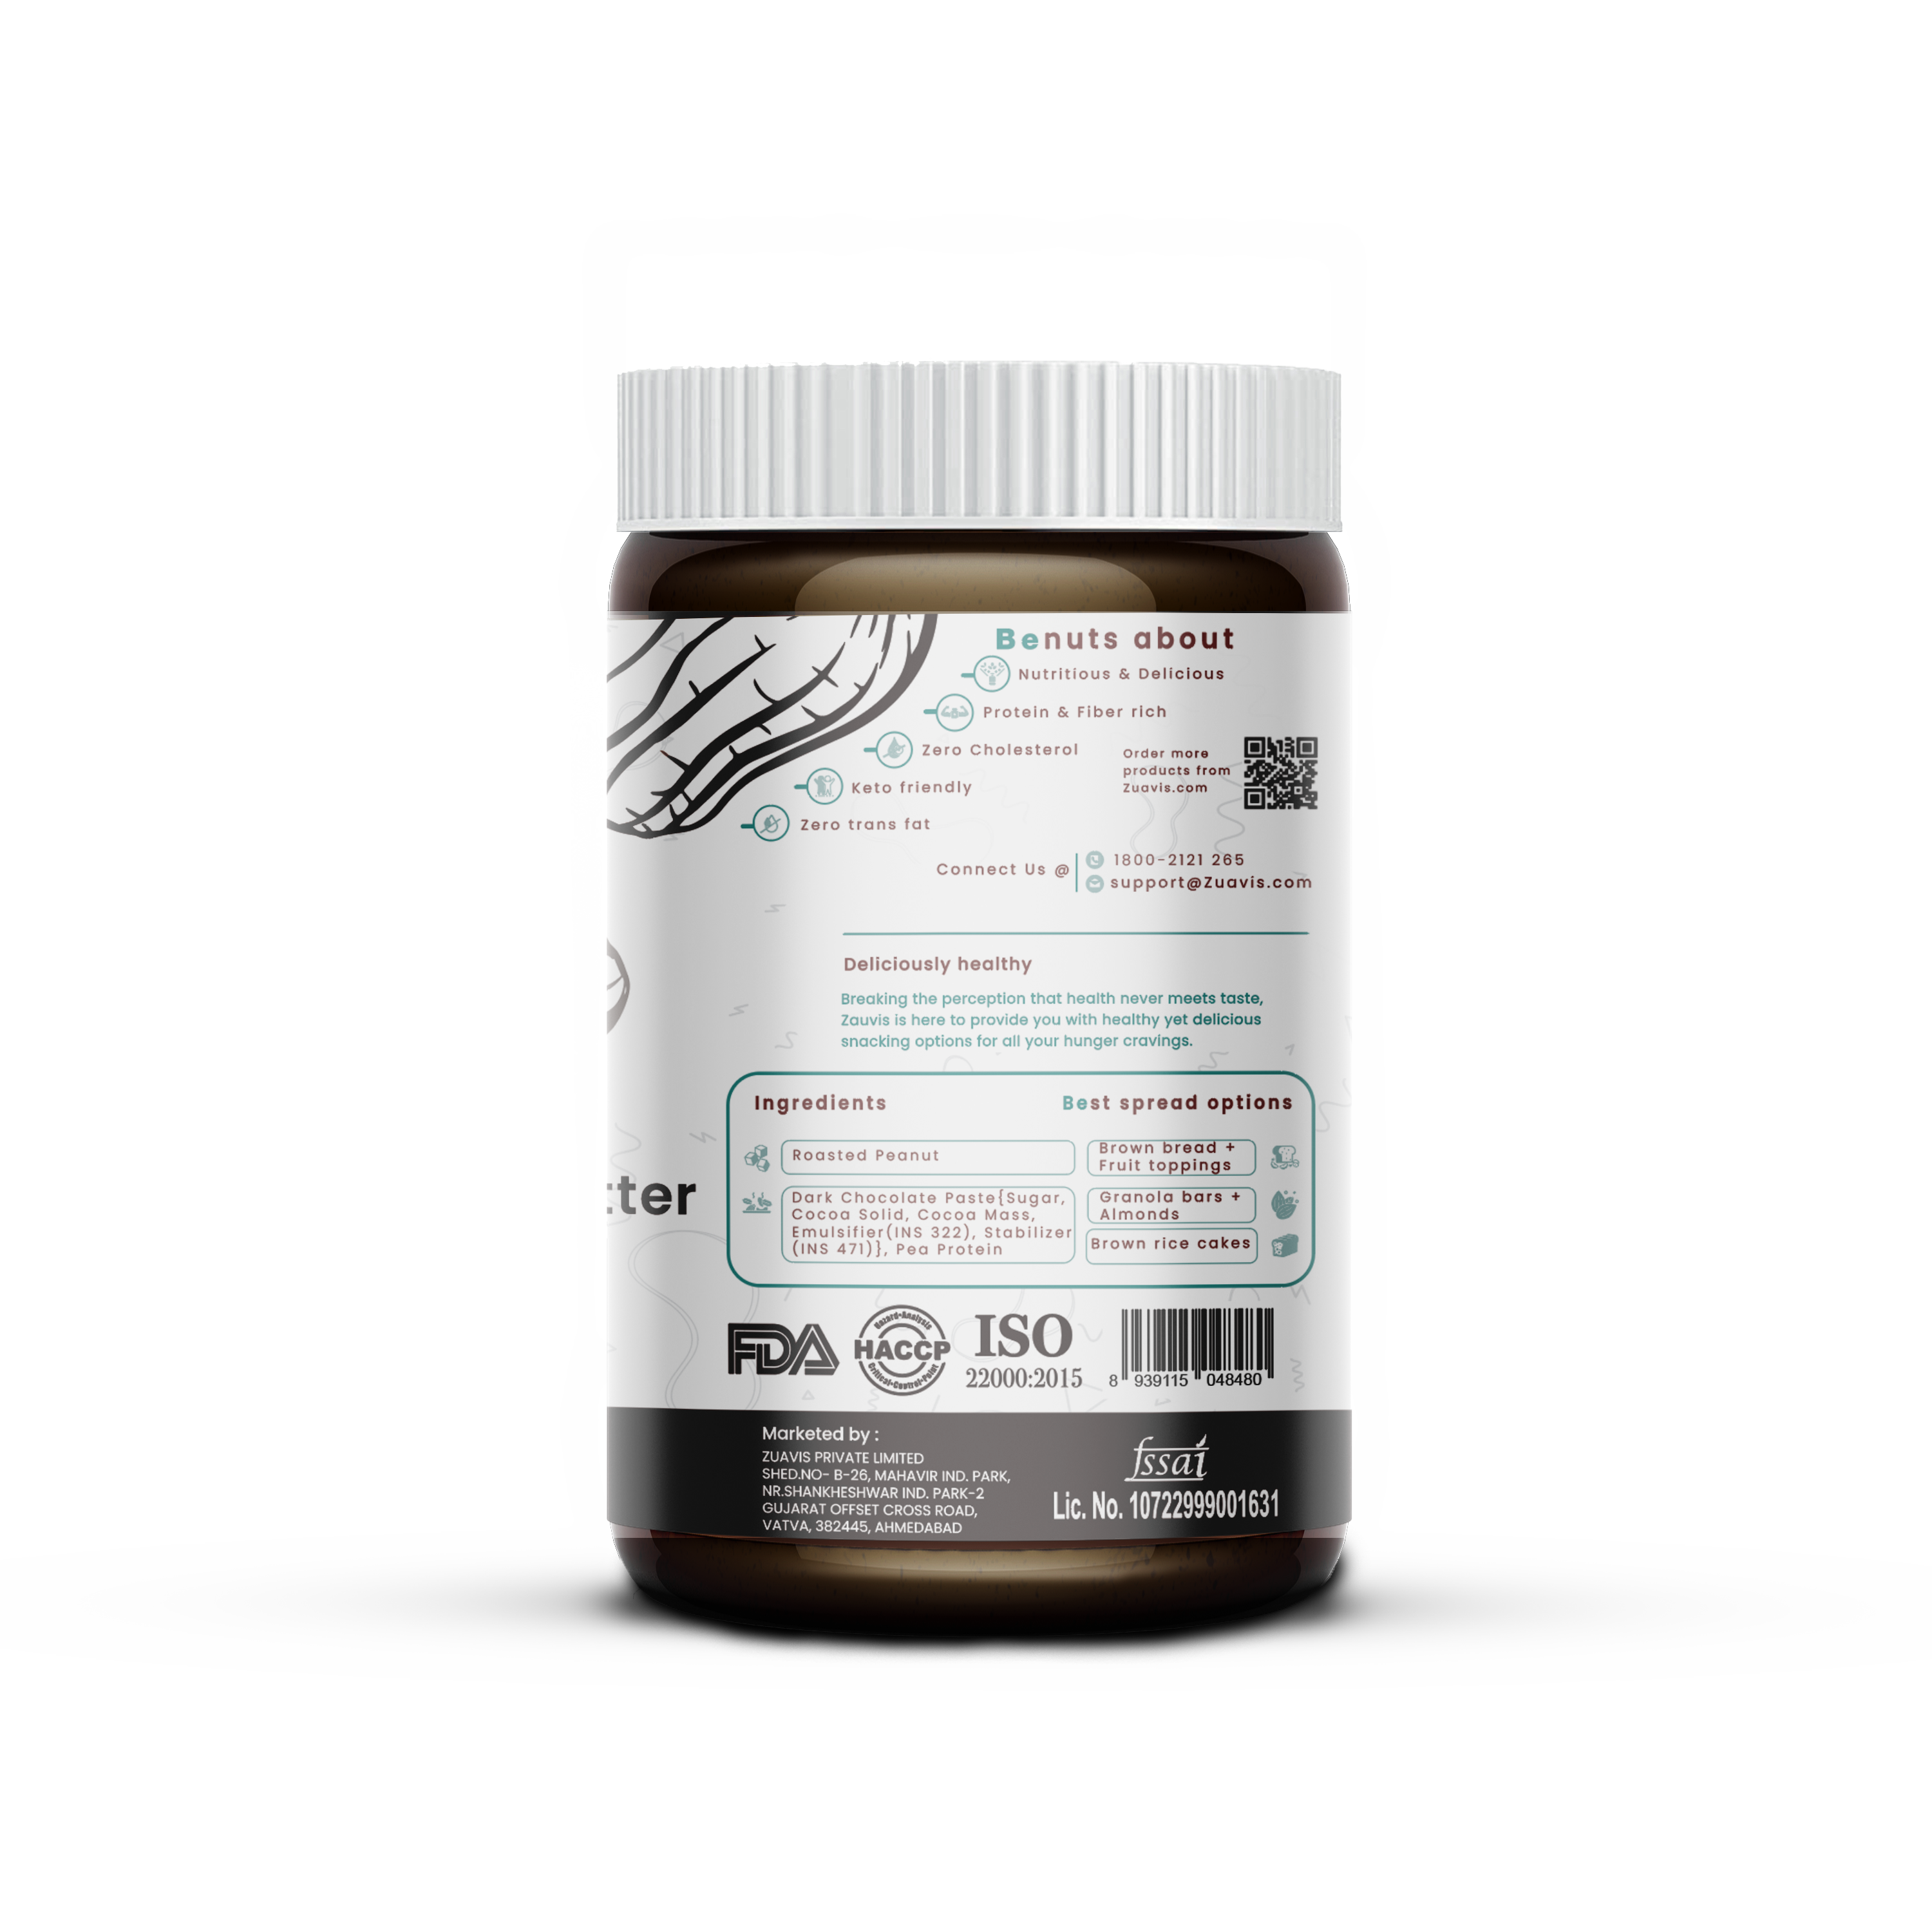 Benuts about
Nutritious & Delicious
Protein & Fiber rich
Zero Cholesterol
Keto friendly
Zero trans fat
Order more
products from
Zuavis.com
Connect Us @
1800-2121 265
support@Zuavis.com
Deliciously healthy
Breaking the perception that health never meets taste,
Zauvis is here to provide you with healthy yet delicious
snacking options for all your hunger cravings.
Ingredients
Roasted Peanut
Dark Chocolate Paste{Sugar,
Cocoa Solid, Cocoa Mass,
Emulsifier(INS 322), Stabilizer
(INS 471)}, Pea Protein
Best spread options
Brown bread +
Fruit toppings
Granola bars +
Almonds
Brown rice cakes
tter
FDA
Hazard-Analysis
HACCP
Critical-Control-Point
ISO
22000:2015
8 939115 048480
Marketed by :
ZUAVIS PRIVATE LIMITED
SHED.NO- B-26, MAHAVIR IND. PARK,
NR.SHANKHESHWAR IND. PARK-2
GUJARAT OFFSET CROSS ROAD,
VATVA, 382445, AHMEDABAD
fssai
Lic. No. 10722999001631